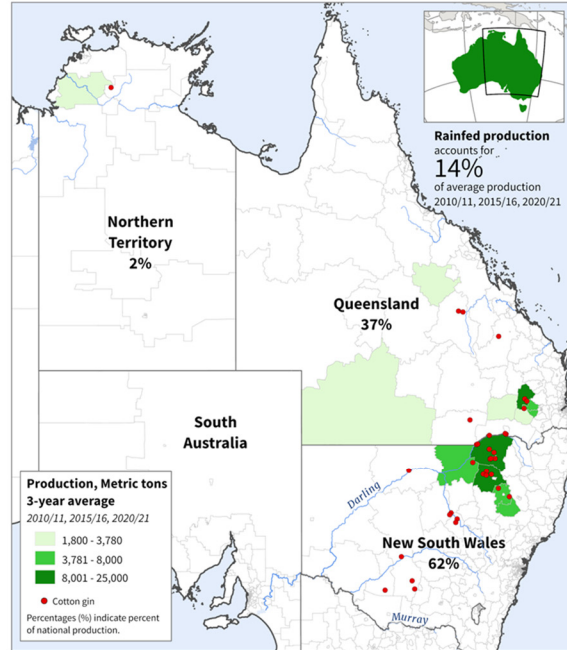 Rainfed production
accounts for
14%
of average production
2010/11, 2015/16, 2020/21
Northern
Territory
2%
Queensland
37%
South
Australia
Darling
New South Wales
62%
Murray
Production, Metric tons
3-year average
2010/11, 2015/16, 2020/21
1,800 - 3,780
3,781 - 8,000
8,001 - 25,000
Cotton gin
Percentages (%) indicate percent
of national production.